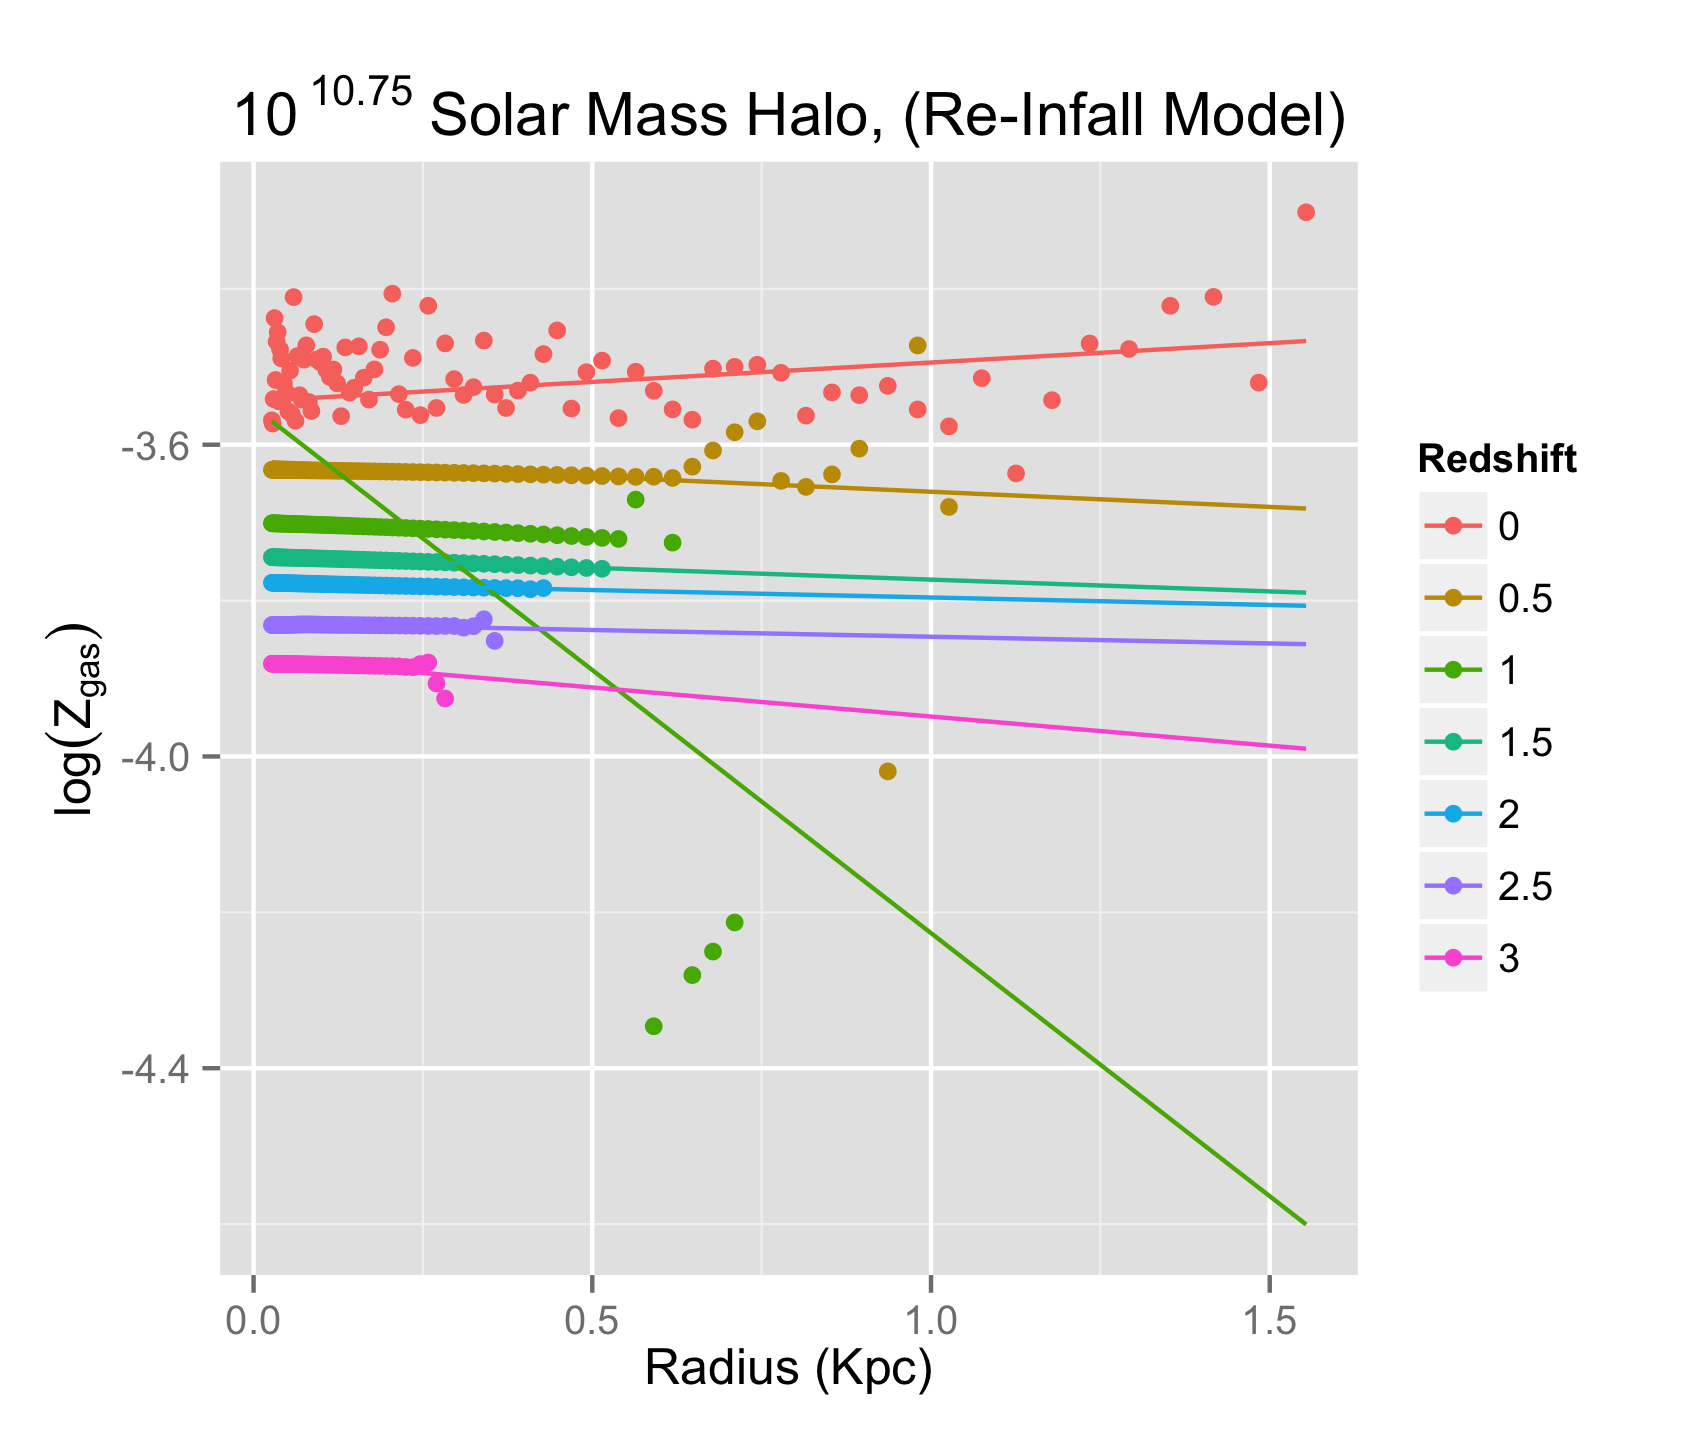 10^10.75 Solar Mass Halo, (Re-Infall Model)
log(Z_gas)
-3.6
-4.0
-4.4
0.0 0.5 1.0 1.5
Radius (Kpc)
Redshift
0
0.5
1
1.5
2
2.5
3